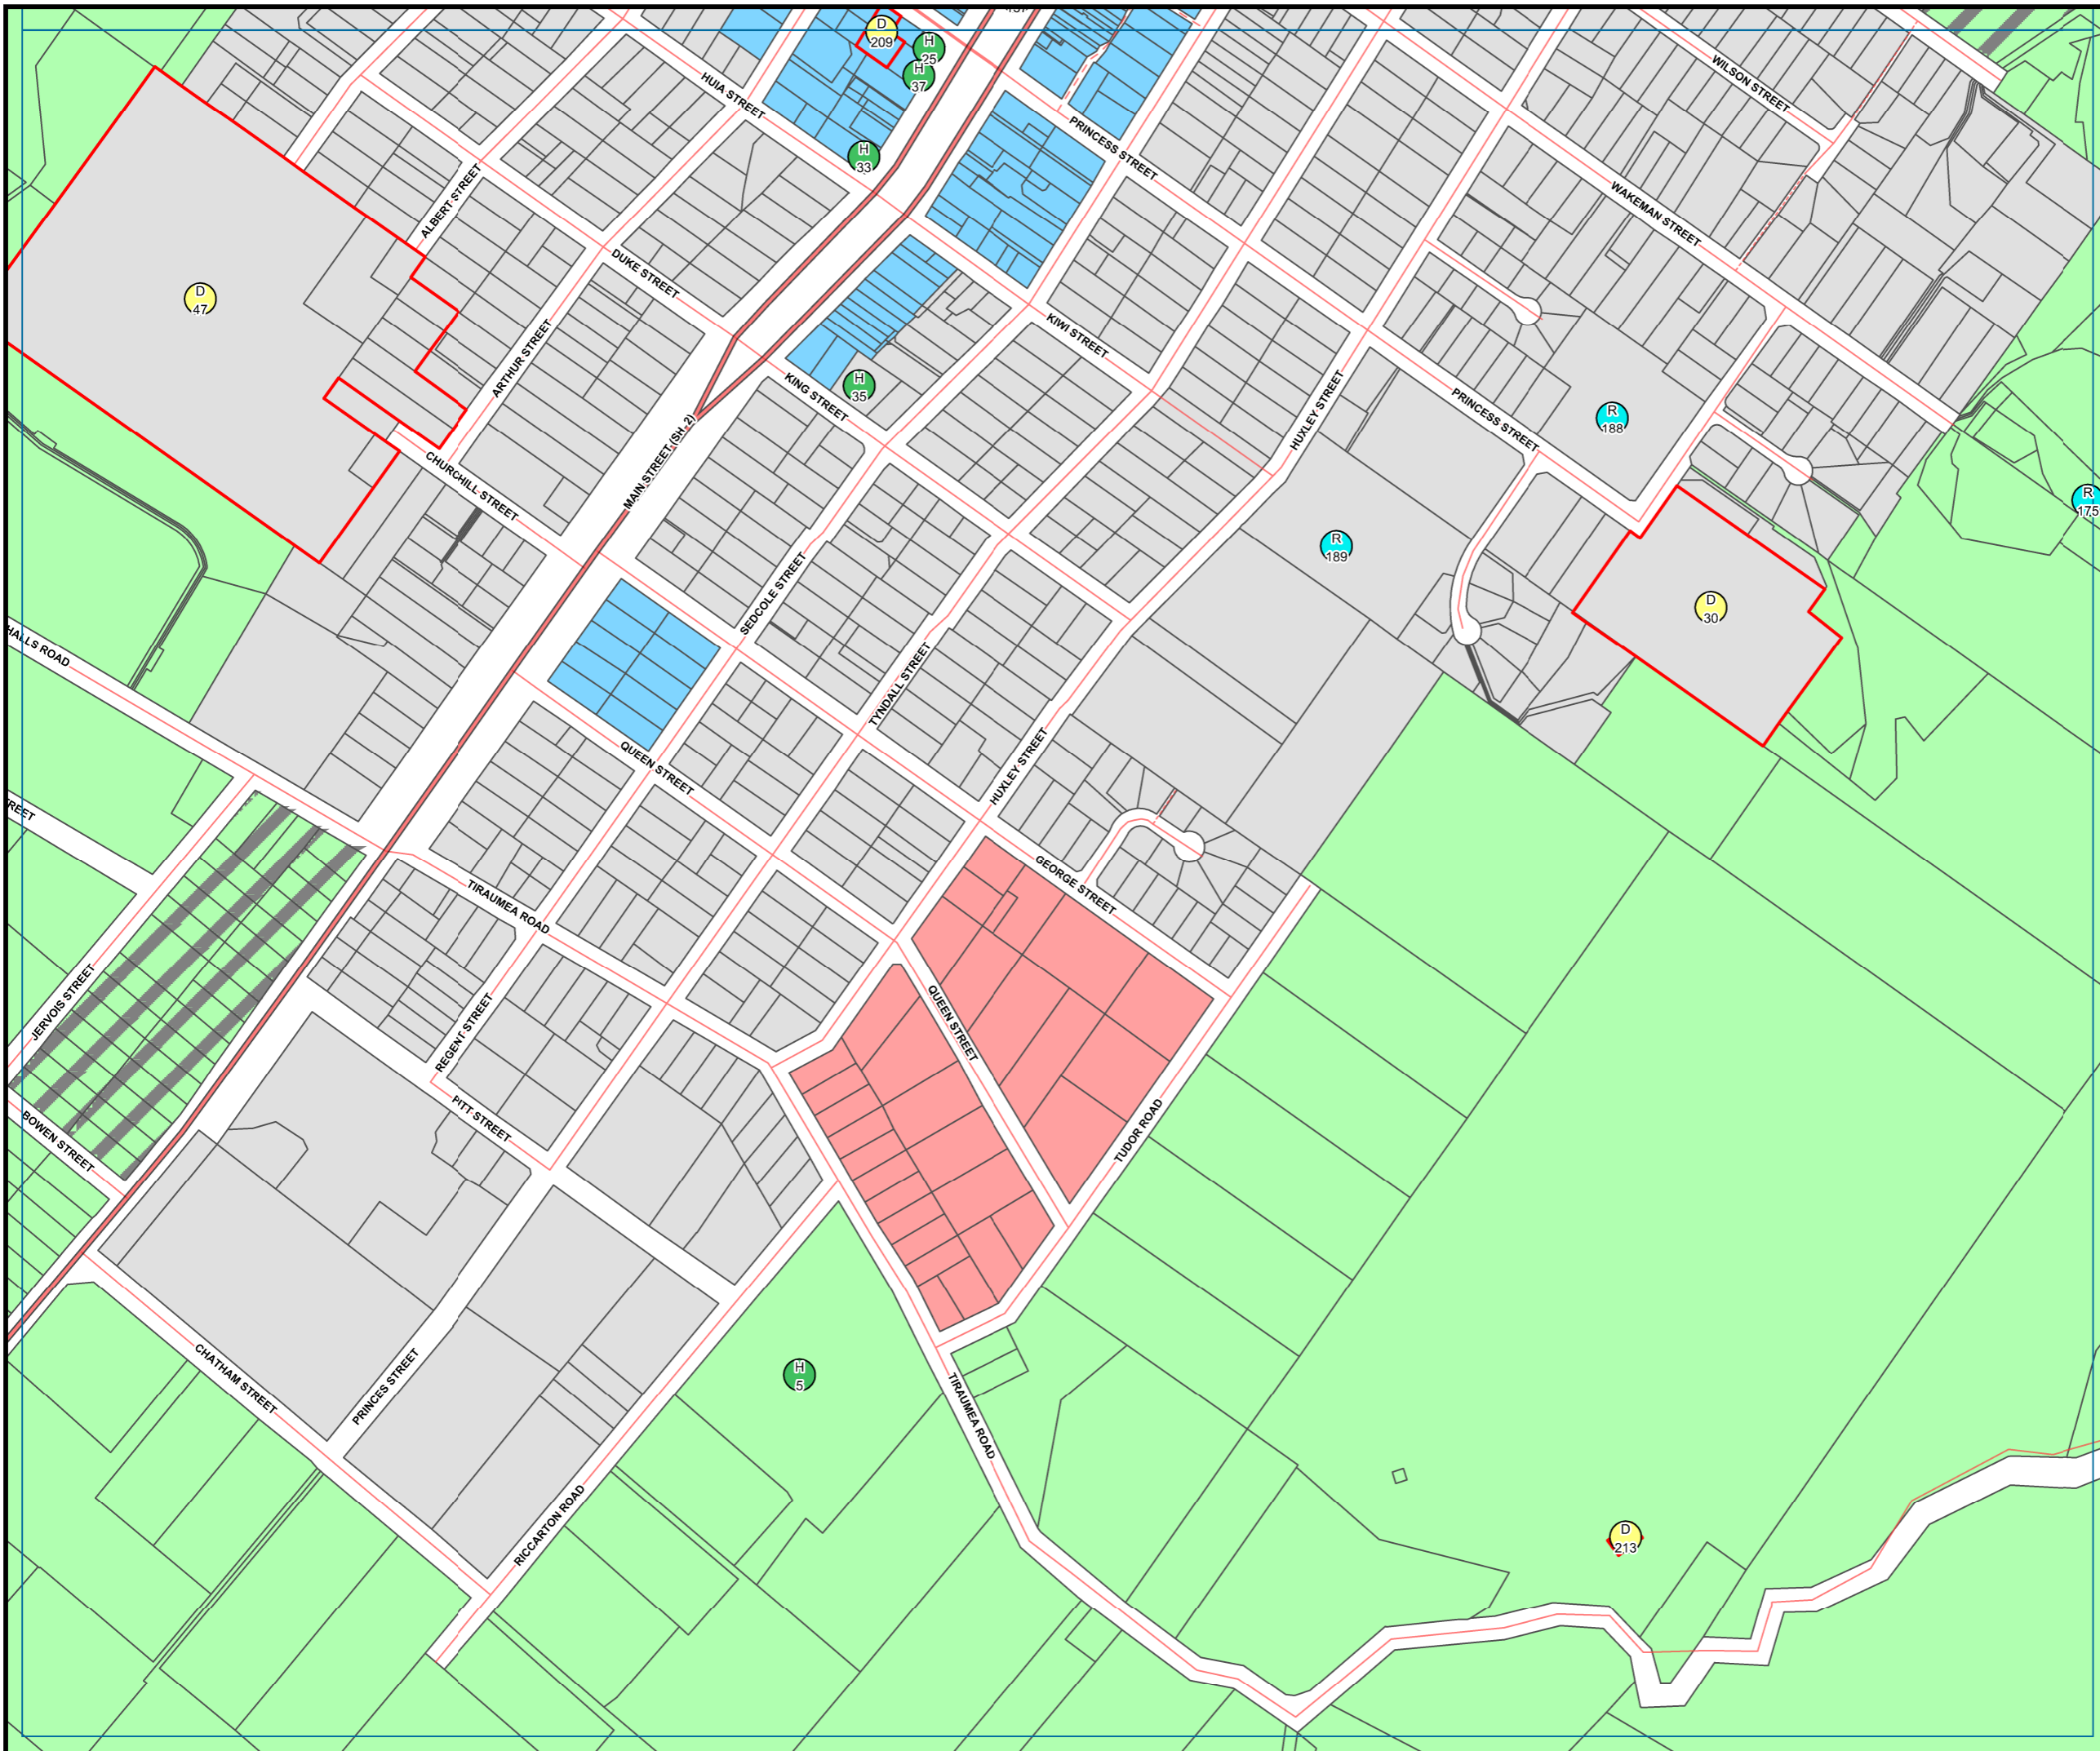 D
209
H
25
H
37
HUIA STREET
WILSON STREET
PRINCESS STREET
H
33
ALBERT STREET
WAKEMAN STREET
DUKE STREET
D
47
KIWI STREET
ARTHUR STREET
KING STREET
H
35
HUXLEY STREET
PRINCESS STREET
R
188
MAIN STREET (SH 2)
CHURCHILL STREET
R
175
R
189
SEDCOLE STREET
D
30
HALLS ROAD
TYNDALL STREET
QUEEN STREET
HUXLEY STREET
REET
GEORGE STREET
TIRAUMEA ROAD
JERVOIS STREET
QUEEN STREET
REGENT STREET
PITT STREET
BOWEN STREET
TUDOR ROAD
H
5
CHATHAM STREET
PRINCES STREET
TIRAUMEA ROAD
RICCARTON ROAD
D
213